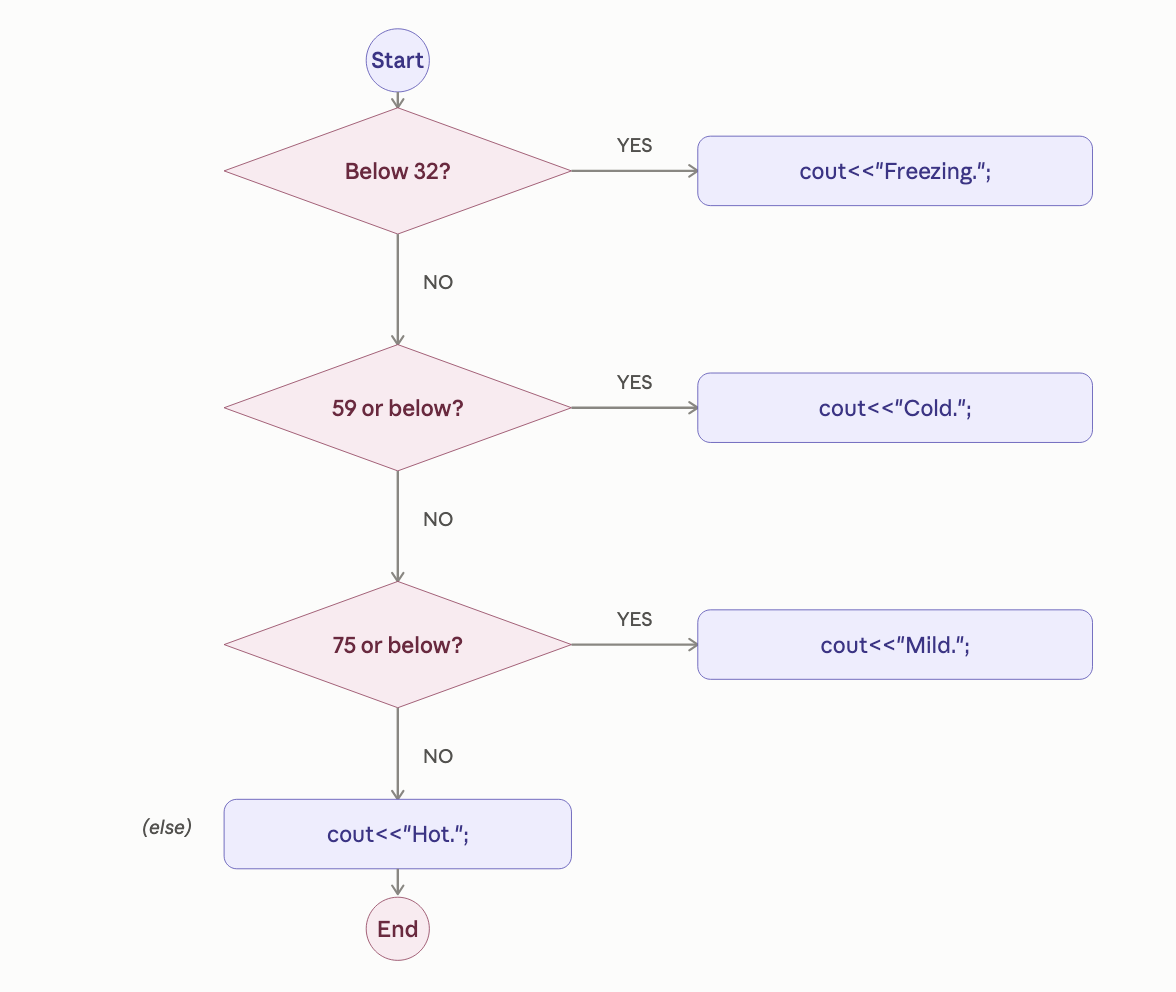 Start
Below 32?
YES
cout<<"Freezing.";
NO
59 or below?
YES
cout<<"Cold.";
NO
75 or below?
YES
cout<<"Mild.";
NO
(else)
cout<<"Hot.";
End